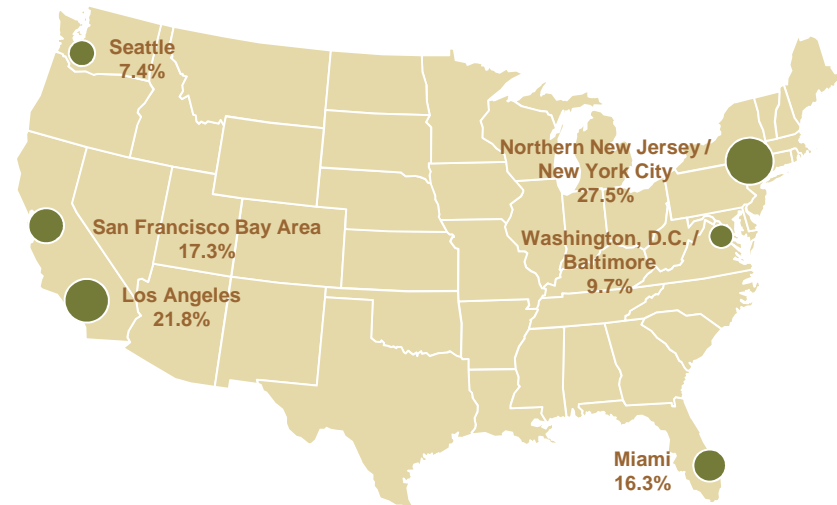 Seattle
7.4%
Northern New Jersey /
New York City
27.5%
San Francisco Bay Area
17.3%
Washington, D.C. /
Baltimore
9.7%
Los Angeles
21.8%
Miami
16.3%